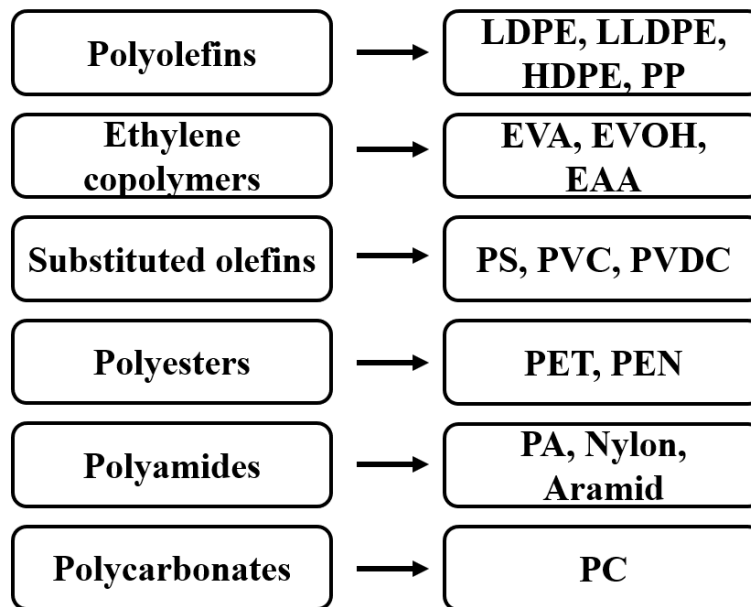 Polyolefins
LDPE, LLDPE,
HDPE, PP
Ethylene
copolymers
EVA, EVOH,
EAA
Substituted olefins
PS, PVC, PVDC
Polyesters
PET, PEN
Polyamides
PA, Nylon,
Aramid
Polycarbonates
PC